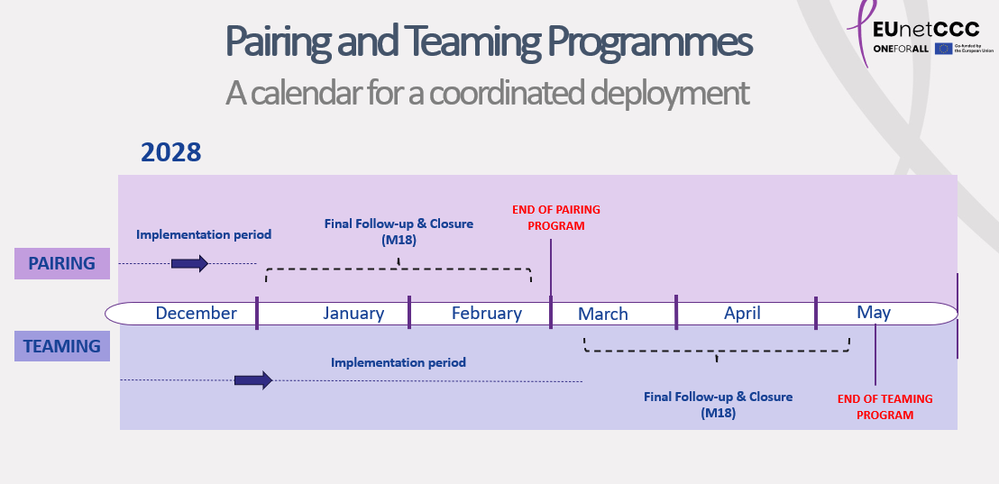 Pairing and Teaming Programmes
A calendar for a coordinated deployment
EUnetCCC
ONEFORALL
Co-funded by
the European Union
2028
END OF PAIRING
PROGRAM
Final Follow-up & Closure
(M18)
Implementation period
PAIRING
December
January
February
March
April
May
TEAMING
Implementation period
Final Follow-up & Closure
(M18)
END OF TEAMING
PROGRAM